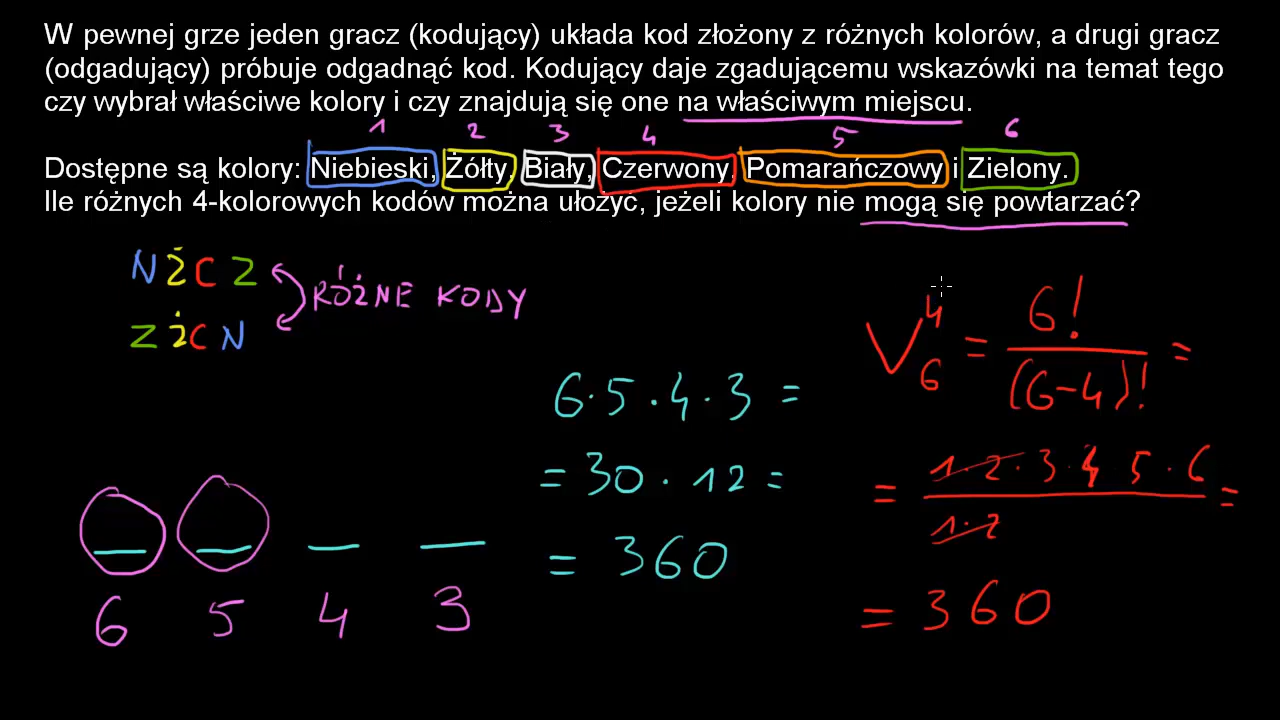 W pewnej grze jeden gracz (kodujący) układa kod złożony z różnych kolorów, a drugi gracz
(odgadujący) próbuje odgadnąć kod. Kodujący daje zgadującemu wskazówki na temat tego
czy wybrał właściwe kolory i czy znajdują się one na właściwym miejscu.
1 2 3 4 5 6
Dostępne są kolory: Niebieski, Żółty, Biały, Czerwony, Pomarańczowy i Zielony.
Ile różnych 4-kolorowych kodów można ułożyć, jeżeli kolory nie mogą się powtarzać?
N Ż C Z
RÓŻNE KODY
Z Ż C N
6·5·4·3 =
= 30·12 =
= 360
6 5 4 3
V₆⁴ = 6!/(6-4)! =
= 1·2·3·4·5·6/1·2 =
= 360